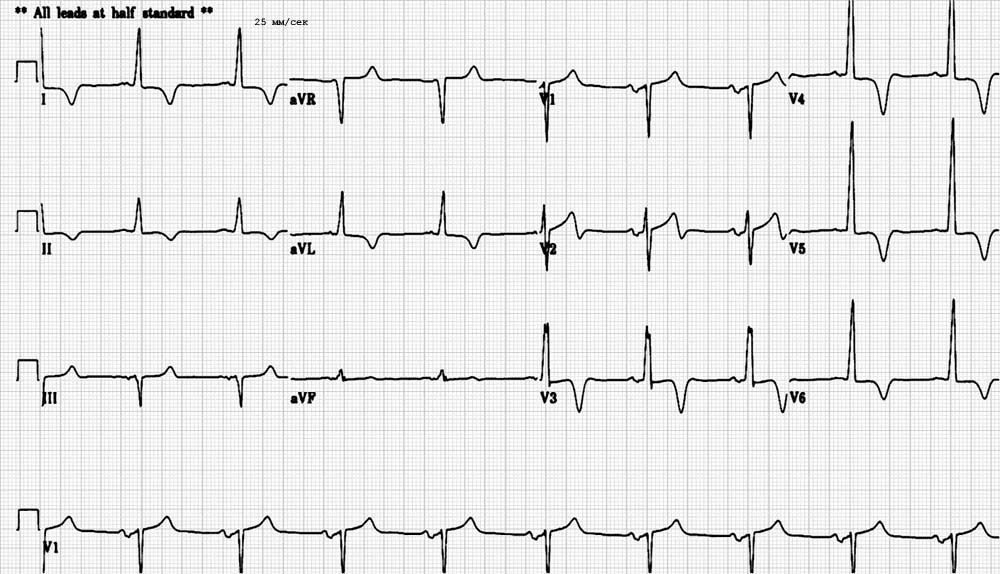 ** All leads at half standard **
25 мм/сек
I
aVR
V1
V4
II
aVL
V2
V5
III
aVF
V3
V6
V1